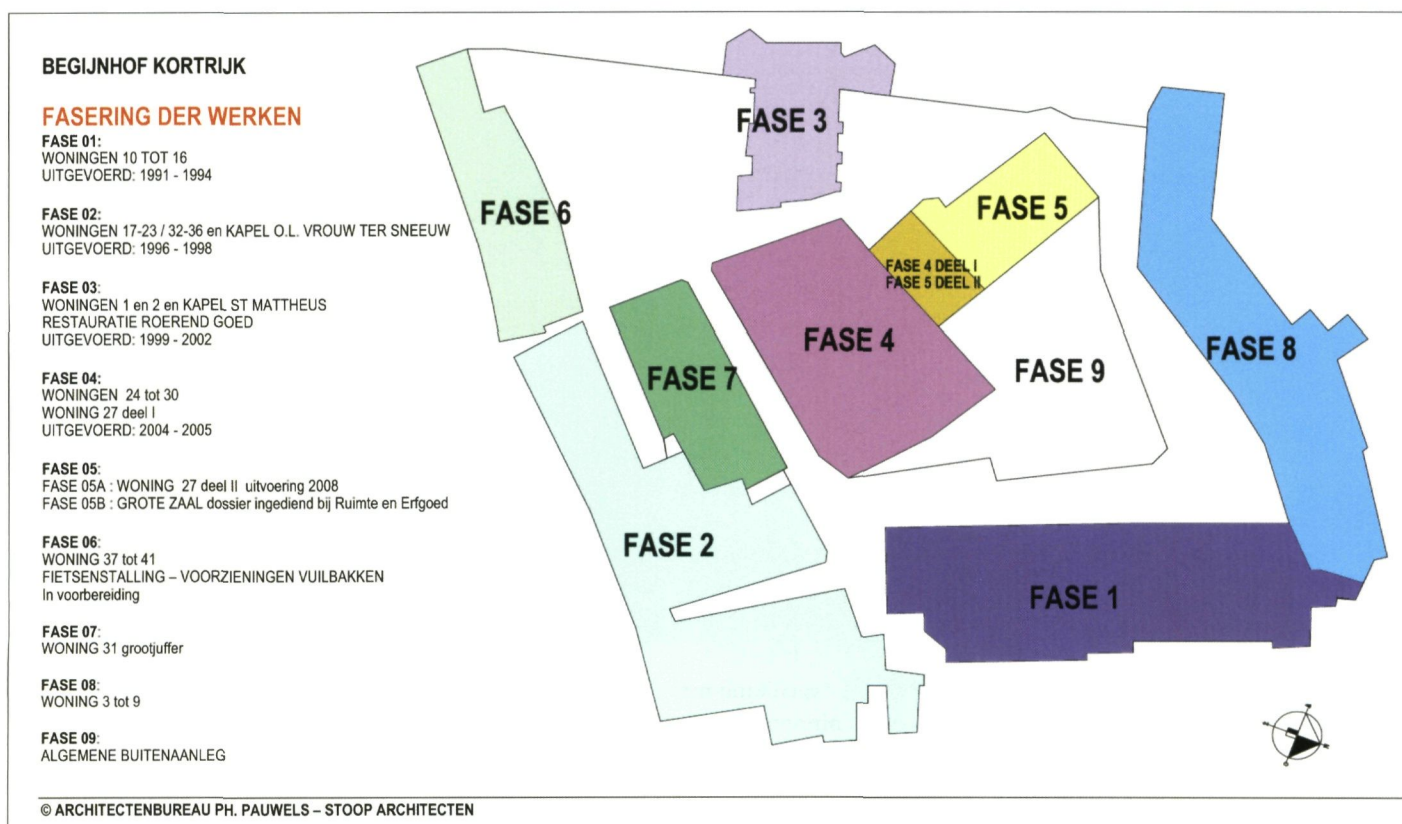 BEGIJNHOF KORTRIJK
FASERING DER WERKEN
FASE 01:
WONINGEN 10 TOT 16
UITGEVOERD: 1991 - 1994
FASE 02:
WONINGEN 17-23 / 32-36 en KAPEL O.L. VROUW TER SNEEUW
UITGEVOERD: 1996 - 1998
FASE 03:
WONINGEN 1 en 2 en KAPEL ST MATTHEUS
RESTAURATIE ROEREND GOED
UITGEVOERD: 1999 - 2002
FASE 04:
WONINGEN 24 tot 30
WONING 27 deel I
UITGEVOERD: 2004 - 2005
FASE 05:
FASE 05A : WONING 27 deel II uitvoering 2008
FASE 05B : GROTE ZAAL dossier ingediend bij Ruimte en Erfgoed
FASE 06:
WONING 37 tot 41
FIETSENSTALLING – VOORZIENINGEN VUILBAKKEN
In voorbereiding
FASE 07:
WONING 31 grootjuffer
FASE 08:
WONING 3 tot 9
FASE 09:
ALGEMENE BUITENAANLEG
© ARCHITECTENBUREAU PH. PAUWELS – STOOP ARCHITECTEN
FASE 3
FASE 6
FASE 5
FASE 4 DEEL I
FASE 5 DEEL II
FASE 4
FASE 8
FASE 7
FASE 9
FASE 2
FASE 1